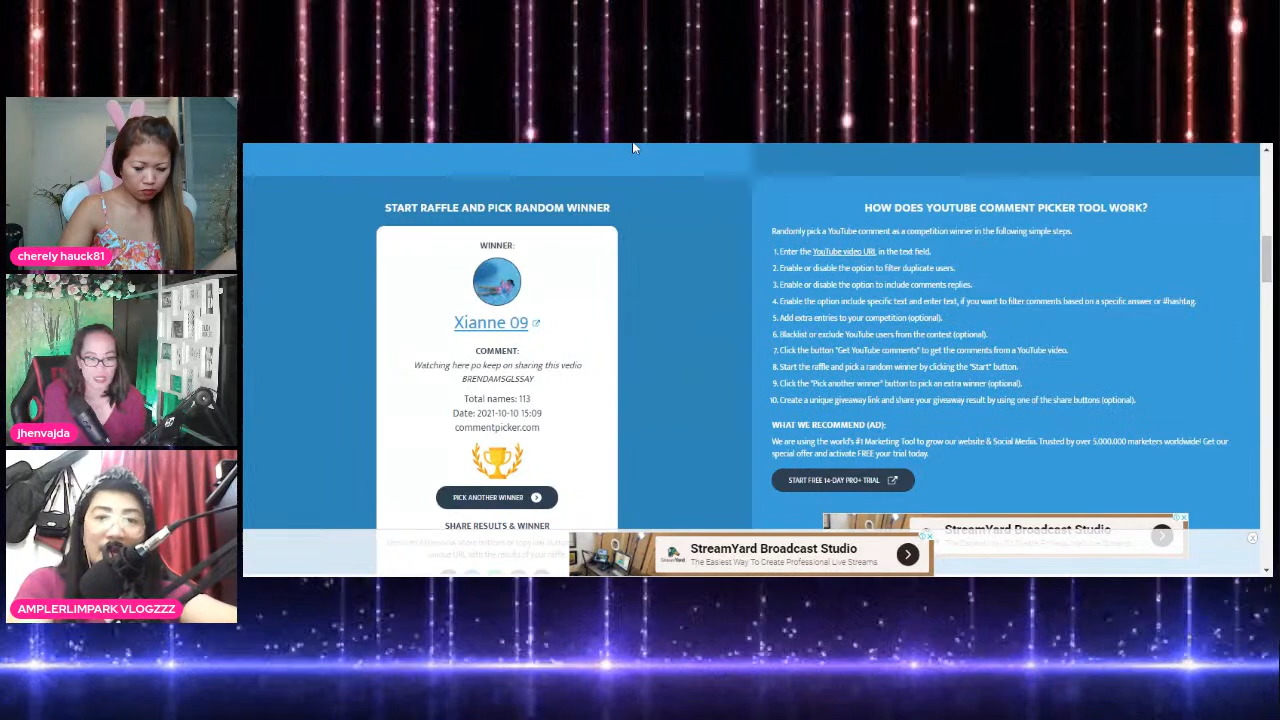 cherely hauck81
jhenvajda
AMPLERLIMPARK VLOGZZZ
START RAFFLE AND PICK RANDOM WINNER
WINNER:
Xianne 09
COMMENT:
Watching here po keep on sharing this vedio
BRENDAMSGLSSAY
Total names: 113
Date: 2021-10-10 15:09
commentpicker.com
PICK ANOTHER WINNER
SHARE RESULTS & WINNER
HOW DOES YOUTUBE COMMENT PICKER TOOL WORK?
Randomly pick a YouTube comment as a competition winner in the following simple steps.
1. Enter the YouTube video URL in the text field.
2. Enable or disable the option to filter duplicate users.
3. Enable or disable the option to include comments replies.
4. Enable the option include specific text and enter text, if you want to filter comments based on a specific answer or #hashtag.
5. Add extra entries to your competition (optional).
6. Blacklist or exclude YouTube users from the contest (optional).
7. Click the button "Get YouTube comments" to get the comments from a YouTube video.
8. Start the raffle and pick a random winner by clicking the "Start" button.
9. Click the "Pick another winner" button to pick an extra winner (optional).
10. Create a unique giveaway link and share your giveaway result by using one of the share buttons (optional).
WHAT WE RECOMMEND (AD):
We are using the world's #1 Marketing Tool to grow our website & Social Media. Trusted by over 5.000.000 marketers worldwide! Get our
special offer and activate FREE your trial today.
START FREE 14-DAY PRO+ TRIAL
StreamYard Broadcast Studio
StreamYard Broadcast Studio
The Easiest Way To Create Professional Live Streams